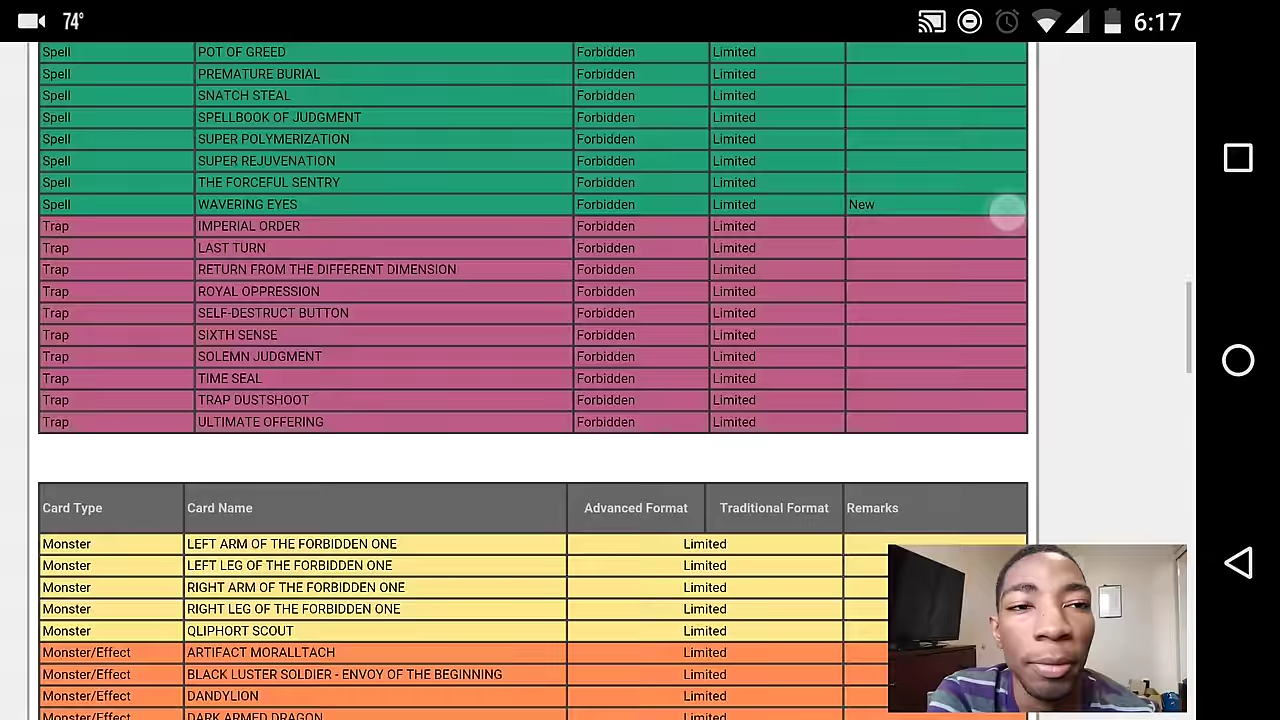 74° 6:17
Spell POT OF GREED Forbidden Limited
Spell PREMATURE BURIAL Forbidden Limited
Spell SNATCH STEAL Forbidden Limited
Spell SPELLBOOK OF JUDGMENT Forbidden Limited
Spell SUPER POLYMERIZATION Forbidden Limited
Spell SUPER REJUVENATION Forbidden Limited
Spell THE FORCEFUL SENTRY Forbidden Limited
Spell WAVERING EYES Forbidden Limited New
Trap IMPERIAL ORDER Forbidden Limited
Trap LAST TURN Forbidden Limited
Trap RETURN FROM THE DIFFERENT DIMENSION Forbidden Limited
Trap ROYAL OPPRESSION Forbidden Limited
Trap SELF-DESTRUCT BUTTON Forbidden Limited
Trap SIXTH SENSE Forbidden Limited
Trap SOLEMN JUDGMENT Forbidden Limited
Trap TIME SEAL Forbidden Limited
Trap TRAP DUSTSHOOT Forbidden Limited
Trap ULTIMATE OFFERING Forbidden Limited
Card Type Card Name Advanced Format Traditional Format Remarks
Monster LEFT ARM OF THE FORBIDDEN ONE Limited
Monster LEFT LEG OF THE FORBIDDEN ONE Limited
Monster RIGHT ARM OF THE FORBIDDEN ONE Limited
Monster RIGHT LEG OF THE FORBIDDEN ONE Limited
Monster QLIPHORT SCOUT Limited
Monster/Effect ARTIFACT MORALLTACH Limited
Monster/Effect BLACK LUSTER SOLDIER - ENVOY OF THE BEGINNING Limited
Monster/Effect DANDYLION Limited
Monster/Effect DARK ARMED DRAGON Limited